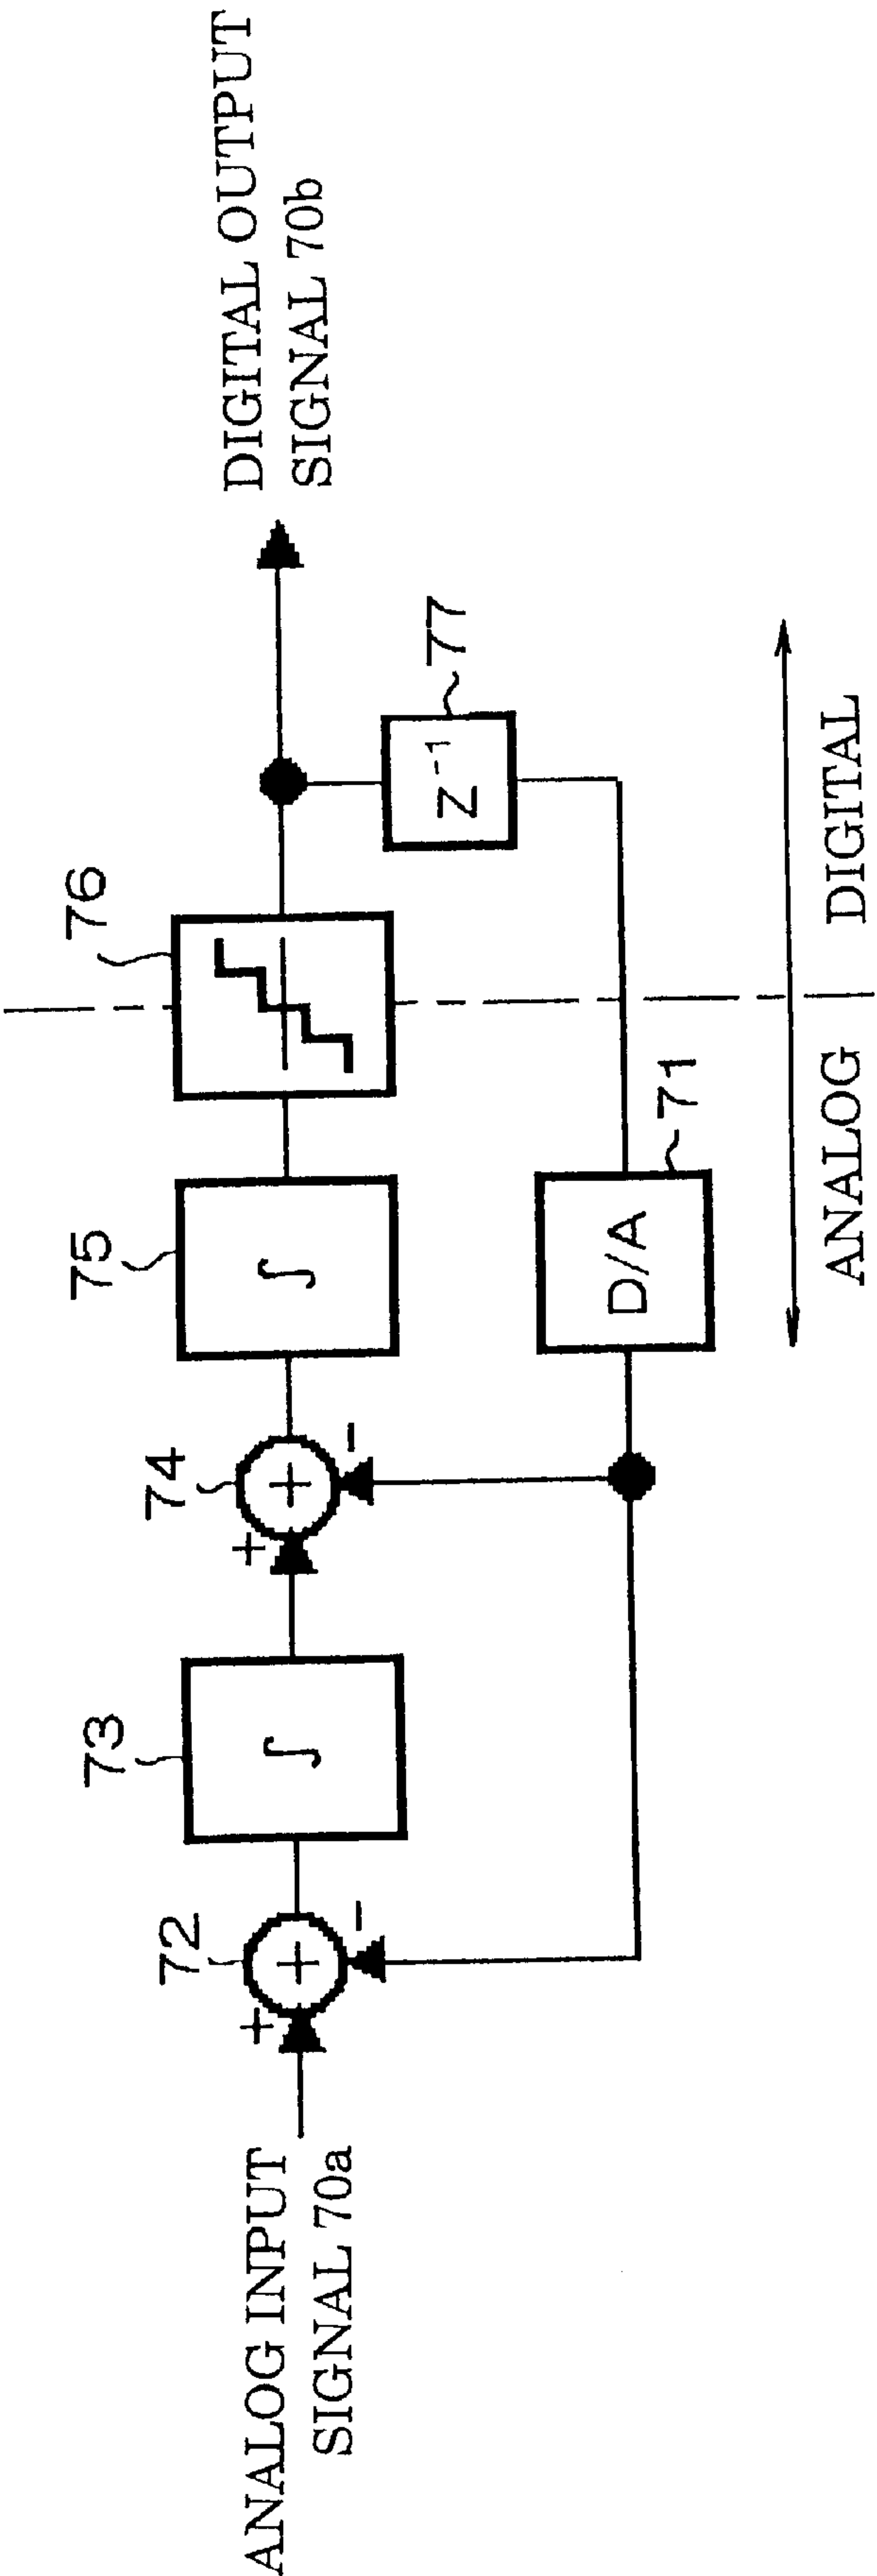 ANALOG INPUT
SIGNAL 70a
72
+
+
−
73
∫
74
+
+
−
75
∫
76
DIGITAL OUTPUT
SIGNAL 70b
Z⁻¹
77
D/A
71
ANALOG
DIGITAL